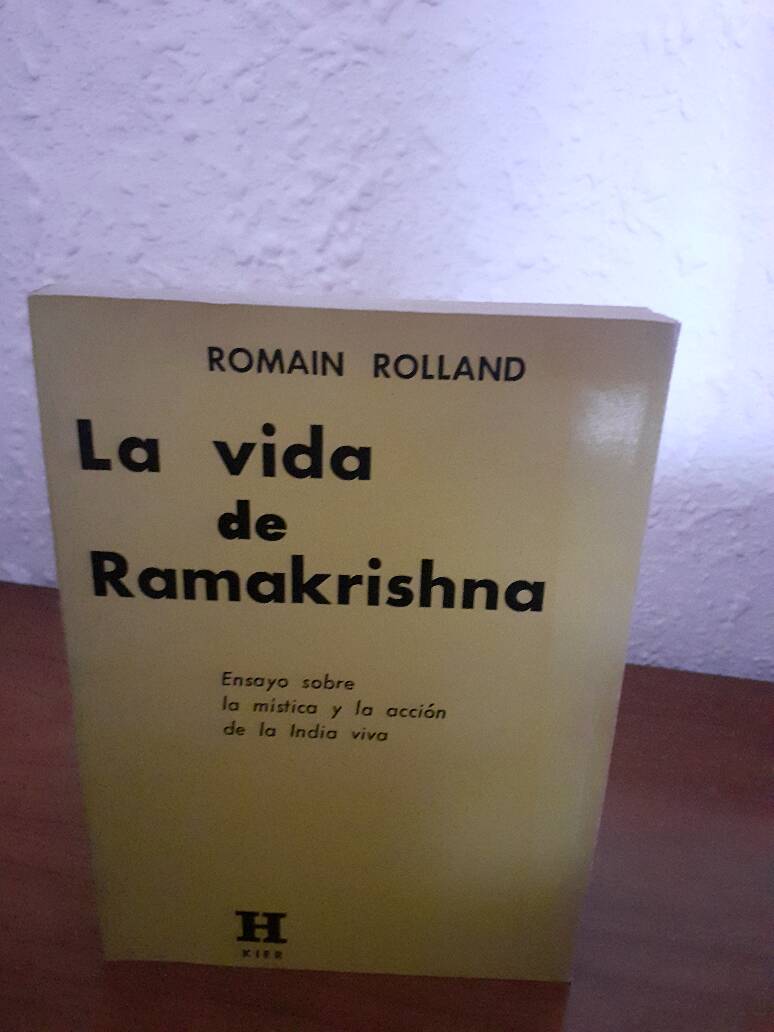 ROMAIN ROLLAND
La vida
de
Ramakrishna
Ensayo sobre
la mística y la acción
de la India viva
H
KIER